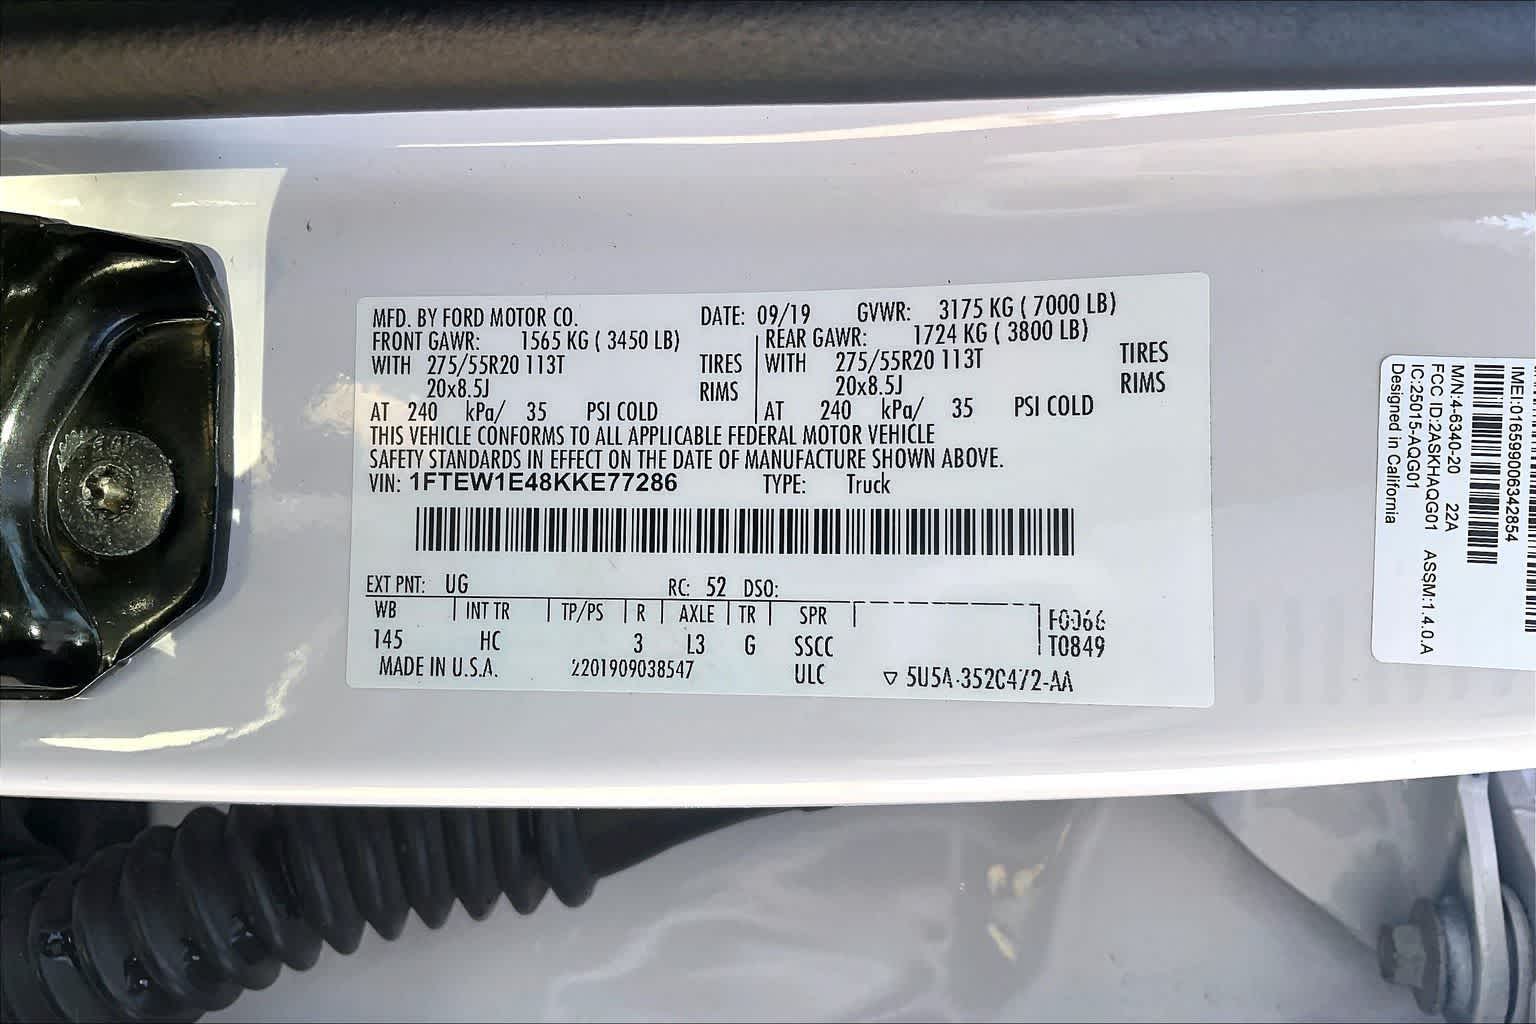 MFD. BY FORD MOTOR CO. DATE: 09/19 GVWR: 3175 KG ( 7000 LB)
FRONT GAWR: 1565 KG ( 3450 LB) REAR GAWR: 1724 KG ( 3800 LB)
WITH 275/55R20 113T TIRES WITH 275/55R20 113T TIRES
20x8.5J RIMS 20x8.5J RIMS
AT 240 kPa/ 35 PSI COLD AT 240 kPa/ 35 PSI COLD
THIS VEHICLE CONFORMS TO ALL APPLICABLE FEDERAL MOTOR VEHICLE
SAFETY STANDARDS IN EFFECT ON THE DATE OF MANUFACTURE SHOWN ABOVE.
VIN: 1FTEW1E48KKE77286 TYPE: Truck
EXT PNT: UG RC: 52 DSO:
WB INT TR TP/PS R AXLE TR SPR F0066
145 HC 3 L3 G SSCC T0849
MADE IN U.S.A. 2201909038547 ULC ▽ 5U5A-3520472-AA
IMEI:016599006342854
M/N:4-6340-20 22A
FCC ID:2ASKHAQG01 ASSM:1.4.0.A
IC:25015-AQG01
Designed in California